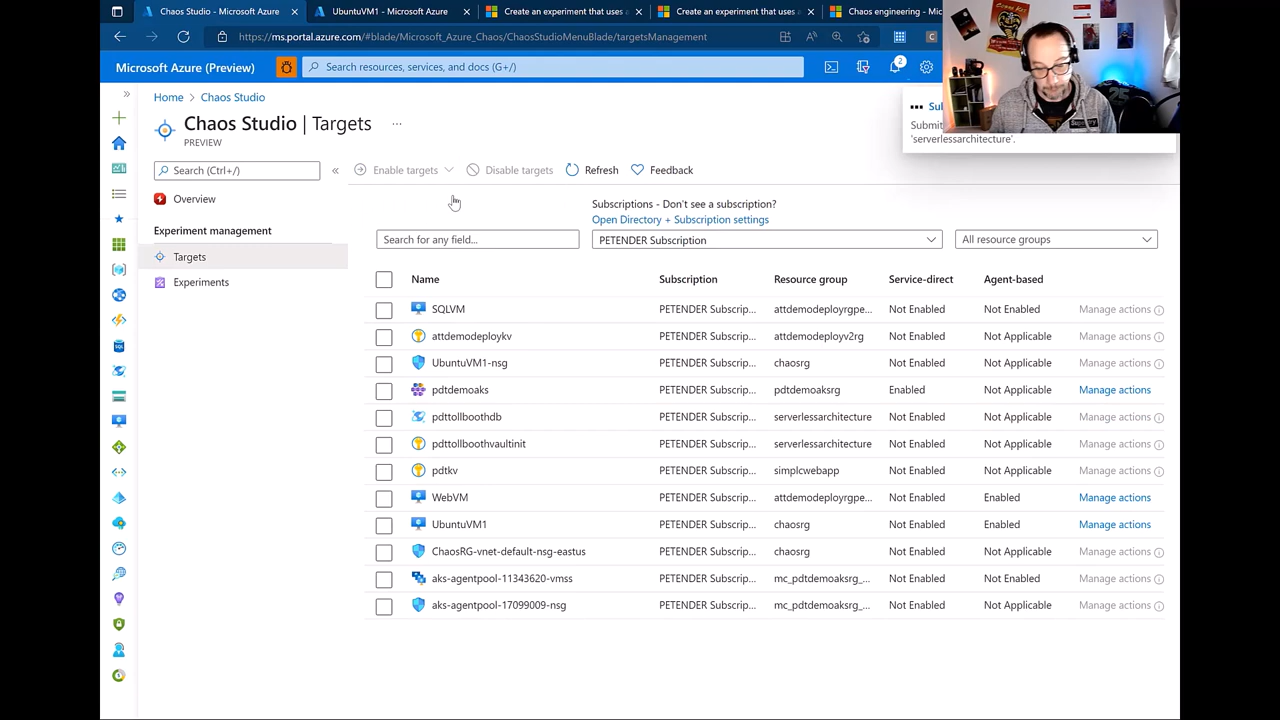 Chaos Studio - Microsoft Azure
UbuntuVM1 - Microsoft Azure
Create an experiment that uses a
Create an experiment that uses a
Chaos engineering - Mi
https://ms.portal.azure.com/#blade/Microsoft_Azure_Chaos/ChaosStudioMenuBlade/targetsManagement
Microsoft Azure (Preview)
Search resources, services, and docs (G+/)
2
Home > Chaos Studio
Chaos Studio | Targets ...
PREVIEW
Sub
Submit
'serverlessarchitecture'.
Search (Ctrl+/)
Enable targets
Disable targets
Refresh
Feedback
Overview
Experiment management
Targets
Experiments
Subscriptions - Don't see a subscription?
Open Directory + Subscription settings
Search for any field...
PETENDER Subscription
All resource groups
Name Subscription Resource group Service-direct Agent-based
SQLVM PETENDER Subscrip... attdemodeployrgpe... Not Enabled Not Enabled Manage actions
attdemodeploykv PETENDER Subscrip... attdemodeployv2rg Not Enabled Not Applicable Manage actions
UbuntuVM1-nsg PETENDER Subscrip... chaosrg Not Enabled Not Applicable Manage actions
pdtdemoaks PETENDER Subscrip... pdtdemoaksrg Enabled Not Applicable Manage actions
pdttollboothdb PETENDER Subscrip... serverlessarchitecture Not Enabled Not Applicable Manage actions
pdttollboothvaultinit PETENDER Subscrip... serverlessarchitecture Not Enabled Not Applicable Manage actions
pdtkv PETENDER Subscrip... simplcwebapp Not Enabled Not Applicable Manage actions
WebVM PETENDER Subscrip... attdemodeployrgpe... Not Enabled Enabled Manage actions
UbuntuVM1 PETENDER Subscrip... chaosrg Not Enabled Enabled Manage actions
ChaosRG-vnet-default-nsg-eastus PETENDER Subscrip... chaosrg Not Enabled Not Applicable Manage actions
aks-agentpool-11343620-vmss PETENDER Subscrip... mc_pdtdemoaksrg_... Not Enabled Not Enabled Manage actions
aks-agentpool-17099009-nsg PETENDER Subscrip... mc_pdtdemoaksrg_... Not Enabled Not Applicable Manage actions